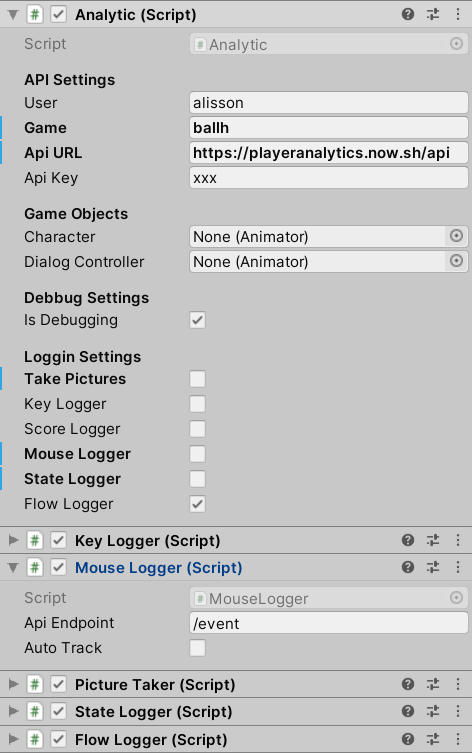 Analytic (Script)
Script Analytic
API Settings
User alisson
Game ballh
Api URL https://playeranalytics.now.sh/api
Api Key xxx
Game Objects
Character None (Animator)
Dialog Controller None (Animator)
Debbug Settings
Is Debugging
Loggin Settings
Take Pictures
Key Logger
Score Logger
Mouse Logger
State Logger
Flow Logger
Key Logger (Script)
Mouse Logger (Script)
Script MouseLogger
Api Endpoint /event
Auto Track
Picture Taker (Script)
State Logger (Script)
Flow Logger (Script)